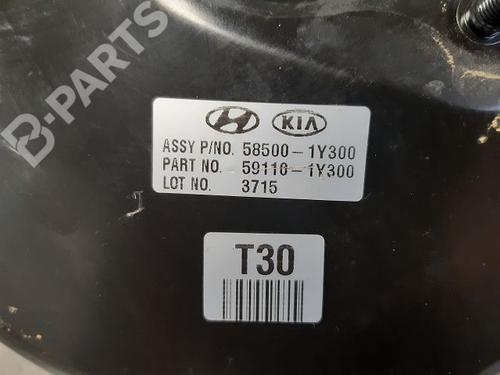 B-PARTS
KIA
ASSY P/NO. 58500-1Y300
PART NO. 59110-1Y300
LOT NO. 3715
T30